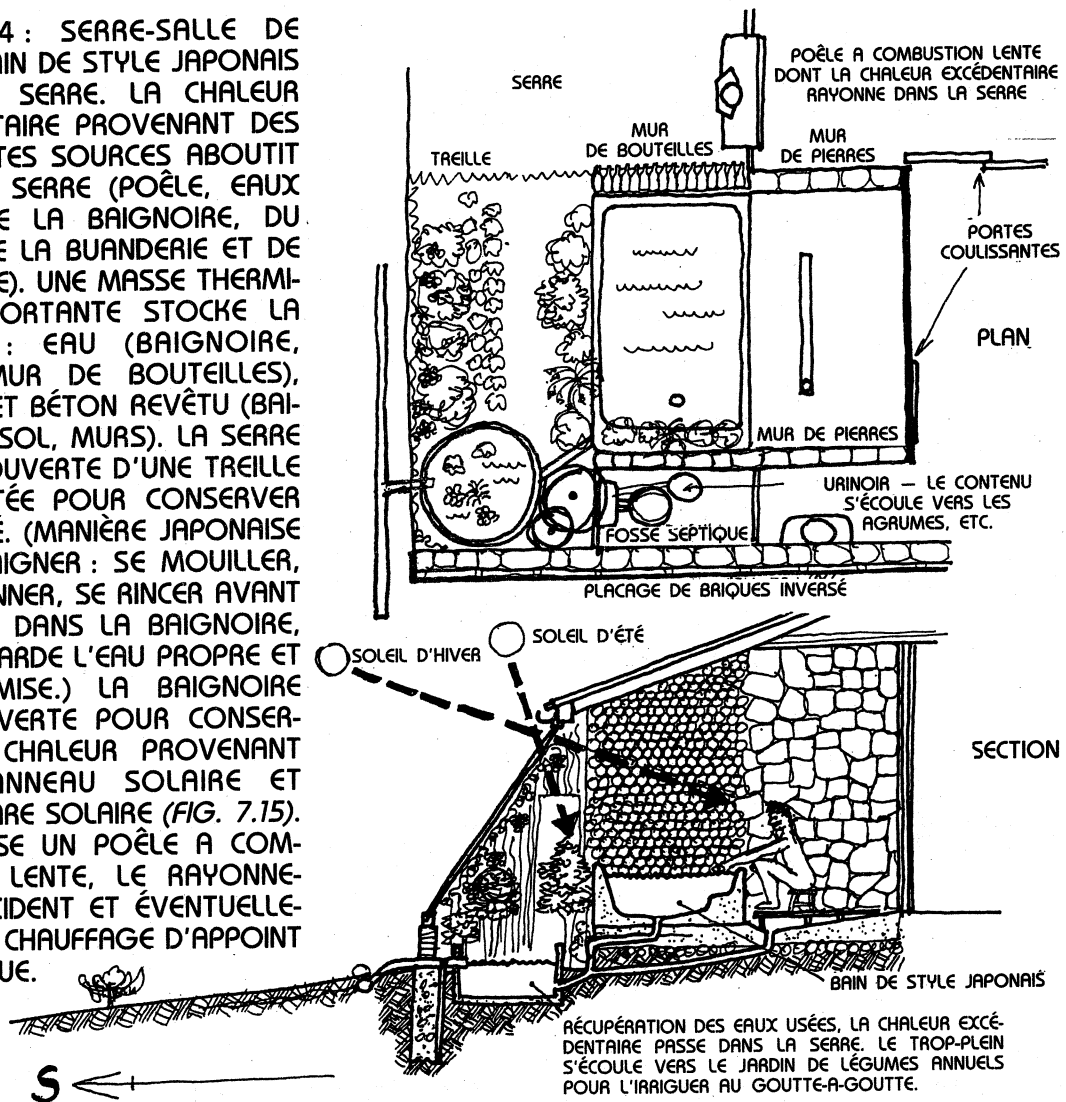 4 : SERRE-SALLE DE
AIN DE STYLE JAPONAIS
SERRE. LA CHALEUR
TAIRE PROVENANT DES
TES SOURCES ABOUTIT
SERRE (POÊLE, EAUX
E LA BAIGNOIRE, DU
E LA BUANDERIE ET DE
E). UNE MASSE THERMI-
PORTANTE STOCKE LA
: EAU (BAIGNOIRE,
MUR DE BOUTEILLES),
ET BÉTON REVÊTU (BAI-
SOL, MURS). LA SERRE
OUVERTE D'UNE TREILLE
TÉE POUR CONSERVER
É. (MANIÈRE JAPONAISE
AIGNER : SE MOUILLER,
NNER, SE RINCER AVANT
DANS LA BAIGNOIRE,
ARDE L'EAU PROPRE ET
MISE.) LA BAIGNOIRE
VERTE POUR CONSER-
CHALEUR PROVENANT
ANNEAU SOLAIRE ET
ARE SOLAIRE (FIG. 7.15).
SE UN POÊLE A COM-
LENTE, LE RAYONNE-
CIDENT ET ÉVENTUELLE-
CHAUFFAGE D'APPOINT
UE.
SERRE
POÊLE A COMBUSTION LENTE
DONT LA CHALEUR EXCÉDENTAIRE
RAYONNE DANS LA SERRE
TREILLE
MUR
DE BOUTEILLES
MUR
DE PIERRES
PORTES
COULISSANTES
PLAN
MUR DE PIERRES
URINOIR – LE CONTENU
S'ÉCOULE VERS LES
AGRUMES, ETC.
FOSSE SEPTIQUE
PLACAGE DE BRIQUES INVERSÉ
SOLEIL D'HIVER
SOLEIL D'ÉTÉ
SECTION
BAIN DE STYLE JAPONAIS
RÉCUPÉRATION DES EAUX USÉES, LA CHALEUR EXCÉ-
DENTAIRE PASSE DANS LA SERRE. LE TROP-PLEIN
S'ÉCOULE VERS LE JARDIN DE LÉGUMES ANNUELS
POUR L'IRRIGUER AU GOUTTE-A-GOUTTE.
S